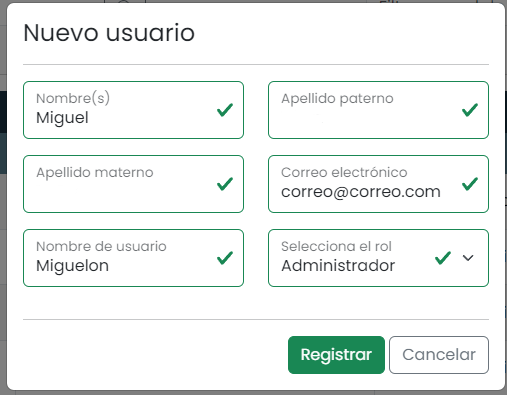 Nuevo usuario
Nombre(s)
Miguel
Apellido paterno
Apellido materno
Correo electrónico
correo@correo.com
Nombre de usuario
Miguelon
Selecciona el rol
Administrador
Registrar
Cancelar